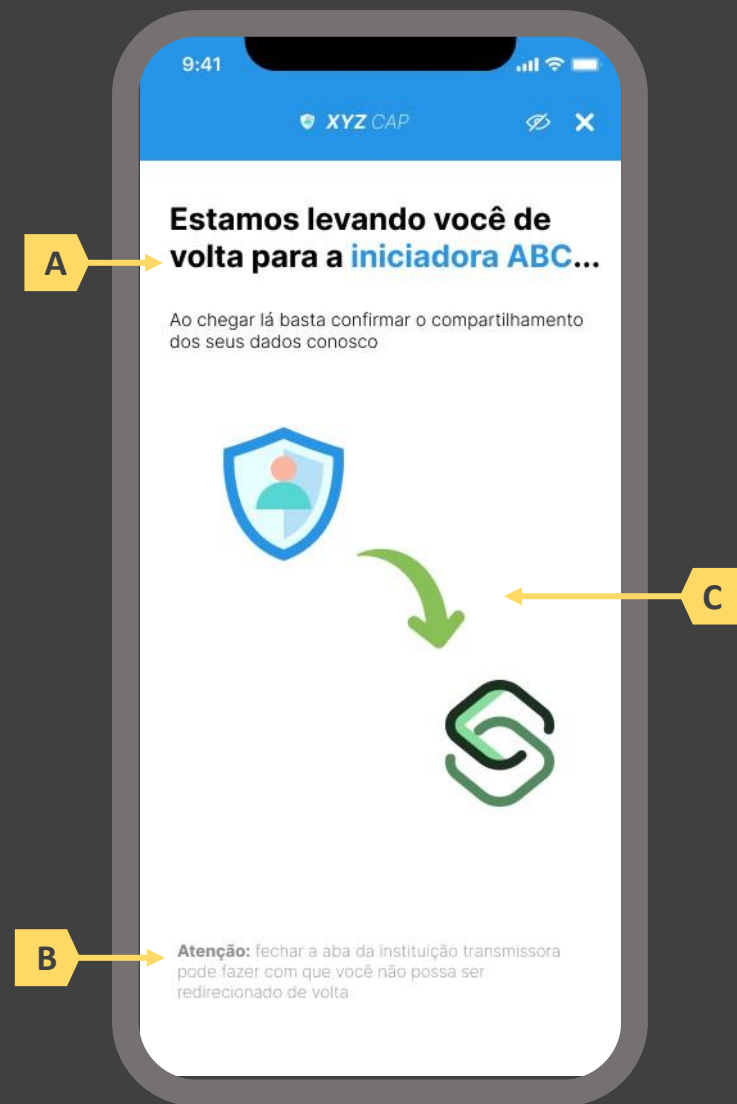 9:41
XYZ CAP
Estamos levando você de
volta para a iniciadora ABC...
A
Ao chegar lá basta confirmar o compartilhamento
dos seus dados conosco
C
B
Atenção: fechar a aba da instituição transmissora
pode fazer com que você não possa ser
redirecionado de volta